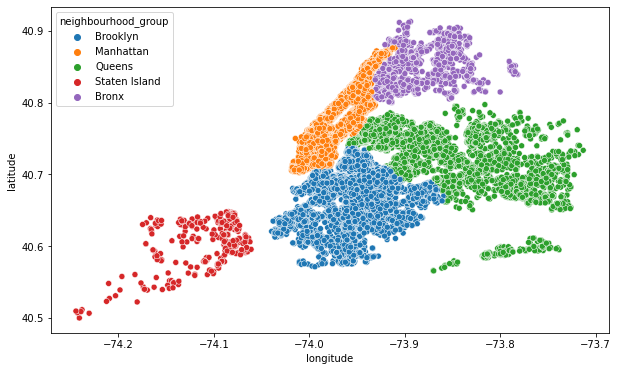 neighbourhood_group
Brooklyn
Manhattan
Queens
Staten Island
Bronx
40.9
40.8
40.7
40.6
40.5
latitude
−74.2 −74.1 −74.0 −73.9 −73.8 −73.7
longitude